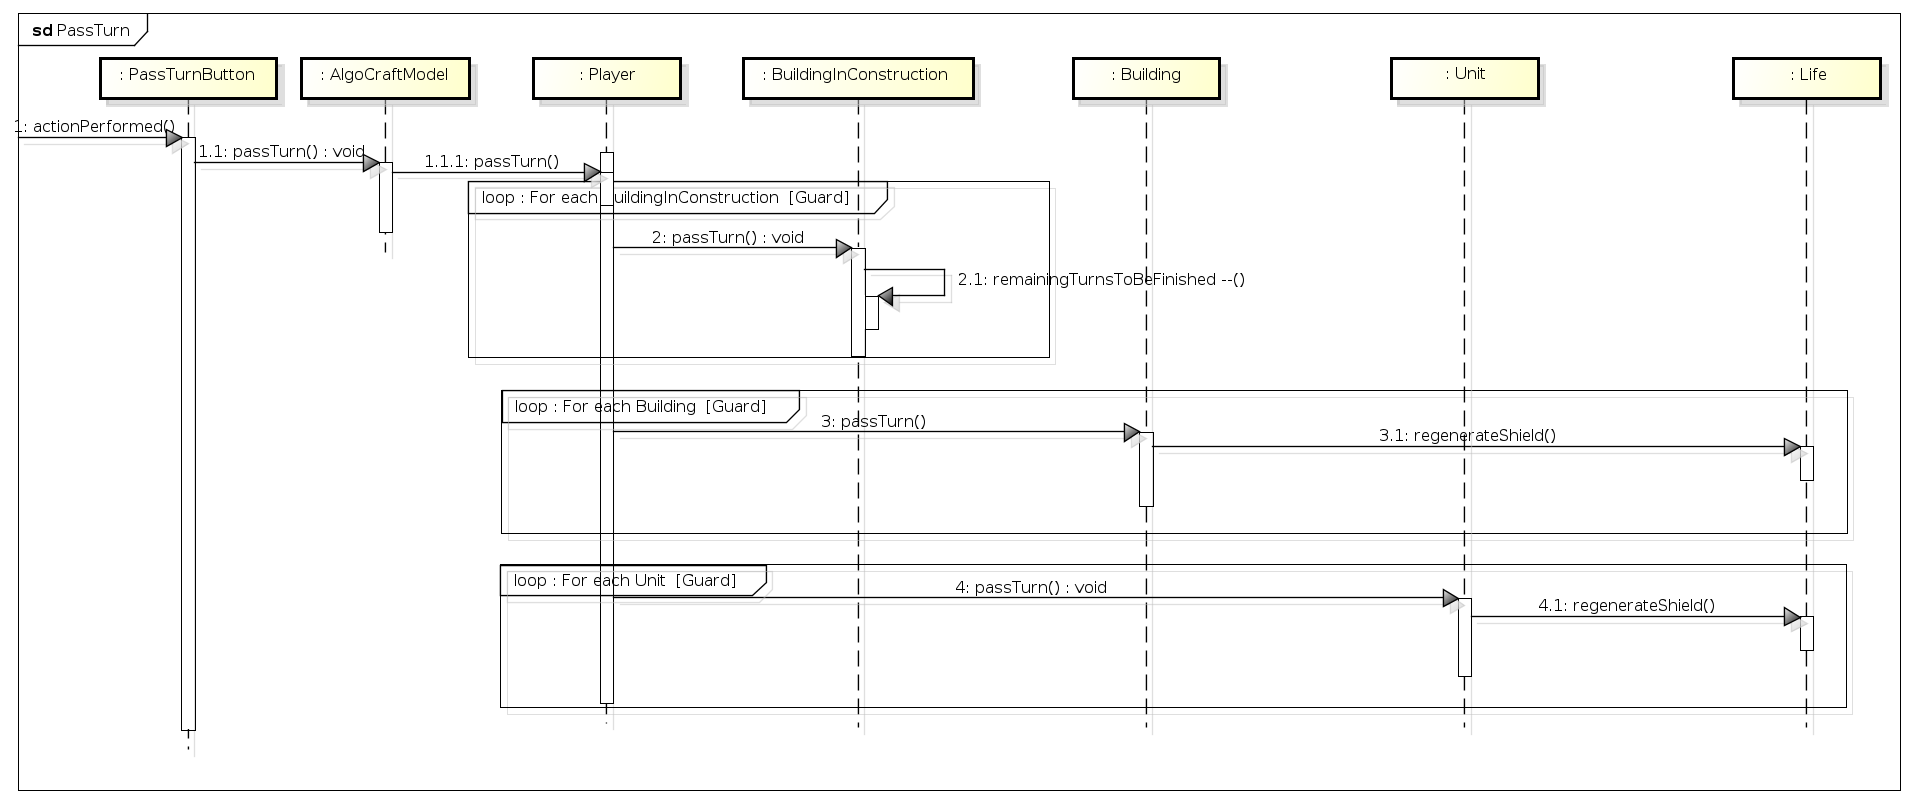 sd PassTurn
: PassTurnButton
: AlgoCraftModel
: Player
: BuildingInConstruction
: Building
: Unit
: Life
1: actionPerformed()
1.1: passTurn() : void
1.1.1: passTurn()
loop : For each uildingInConstruction [Guard]
2: passTurn() : void
2.1: remainingTurnsToBeFinished --()
loop : For each Building [Guard]
3: passTurn()
3.1: regenerateShield()
loop : For each Unit [Guard]
4: passTurn() : void
4.1: regenerateShield()